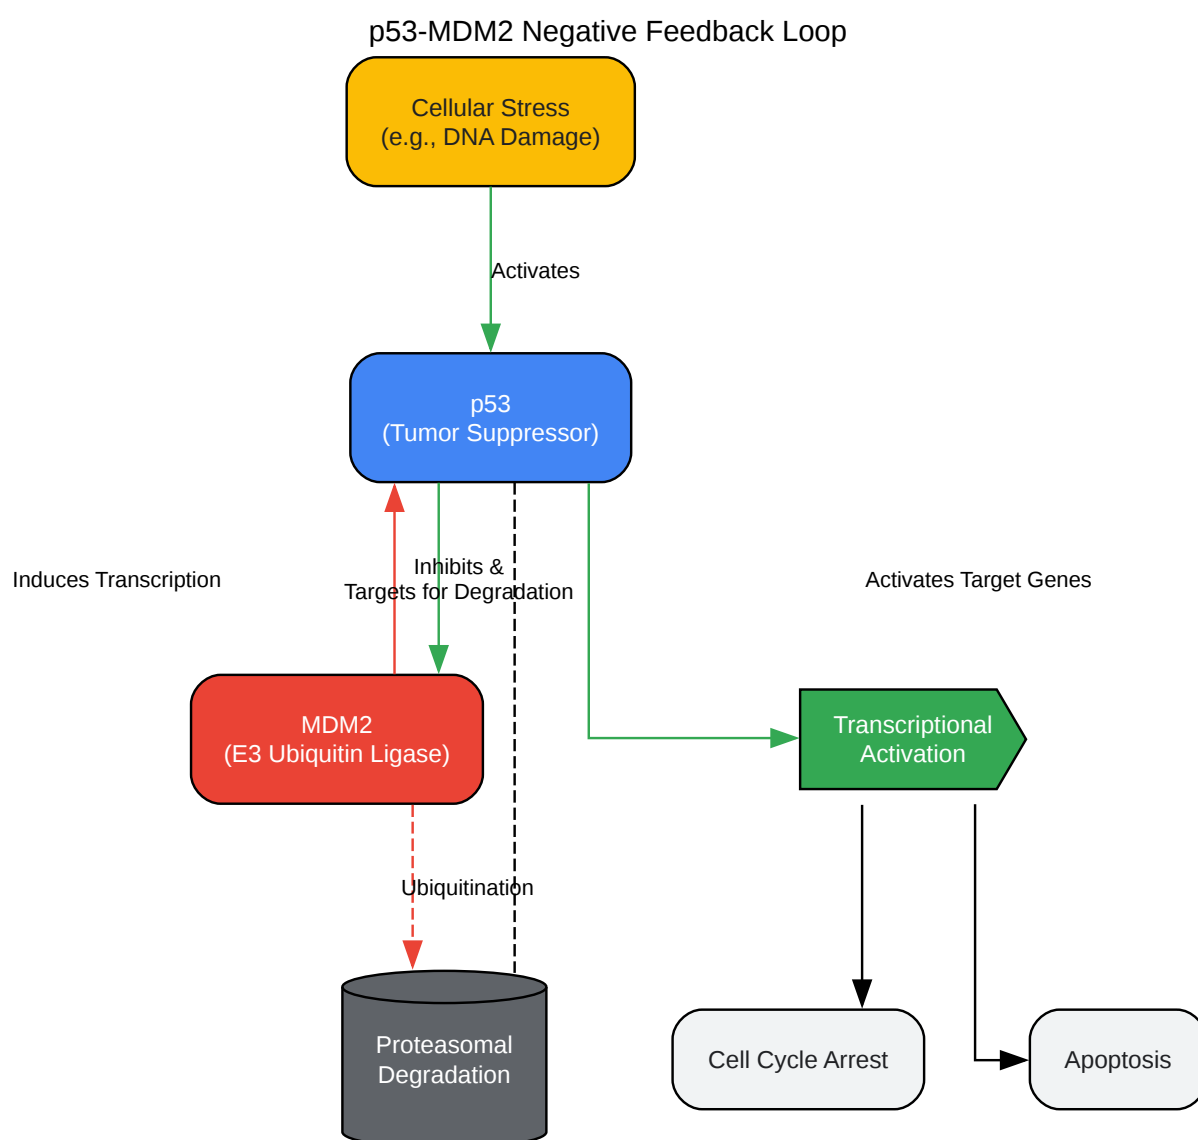 p53-MDM2 Negative Feedback Loop
Cellular Stress
(e.g., DNA Damage)
Activates
p53
(Tumor Suppressor)
Induces Transcription
Inhibits &
Targets for Degradation
Activates Target Genes
MDM2
(E3 Ubiquitin Ligase)
Transcriptional
Activation
Ubiquitination
Proteasomal
Degradation
Cell Cycle Arrest
Apoptosis